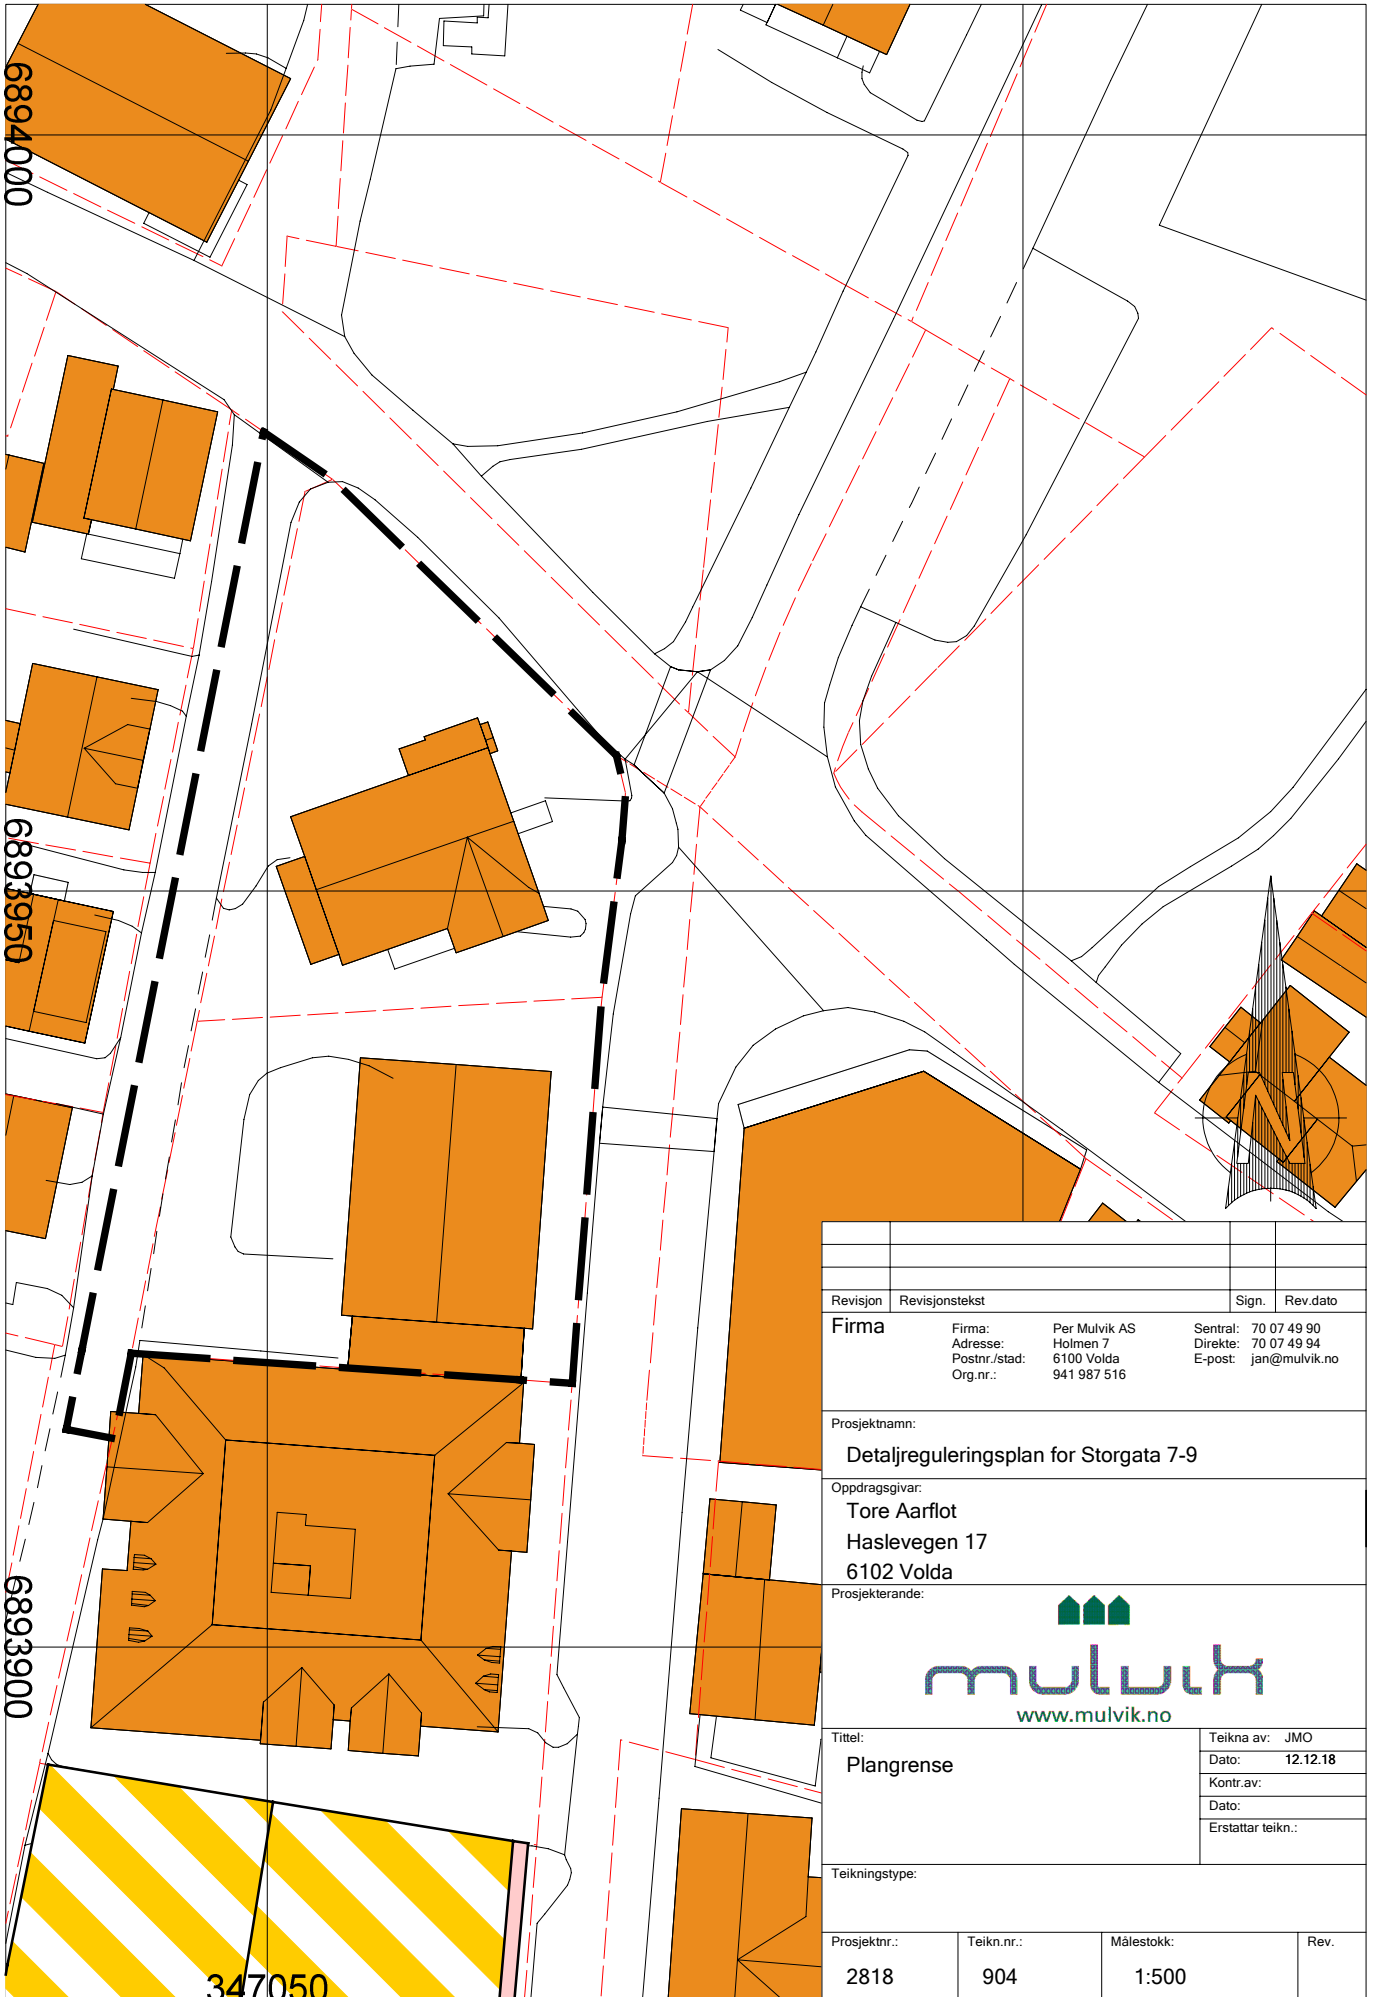 6894000
6893950
6893900
347050
N
Revisjon Revisjonstekst Sign. Rev.dato
Firma
Firma: Per Mulvik AS Sentral: 70 07 49 90
Adresse: Holmen 7 Direkte: 70 07 49 94
Postnr./stad: 6100 Volda E-post: jan@mulvik.no
Org.nr.: 941 987 516
Prosjektnamn:
Detaljreguleringsplan for Storgata 7-9
Oppdragsgivar:
Tore Aarflot
Haslevegen 17
6102 Volda
Prosjekterande:
mulvik
www.mulvik.no
Tittel:
Plangrense
Teikna av: JMO
Dato: 12.12.18
Kontr.av:
Dato:
Erstattar teikn.:
Teikningstype:
Prosjektnr.: Teikn.nr.: Målestokk: Rev.
2818 904 1:500